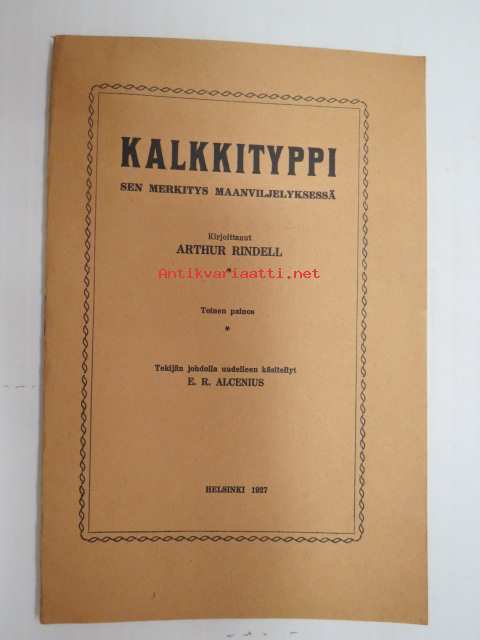 KALKKITYPPI
SEN MERKITYS MAANVILJELYKSESSÄ
Kirjoittanut
ARTHUR RINDELL
Antikvariaatti.net
*
Toinen painos
*
Tekijän johdolla uudelleen käsitellyt
E. R. ALCENIUS
HELSINKI 1927